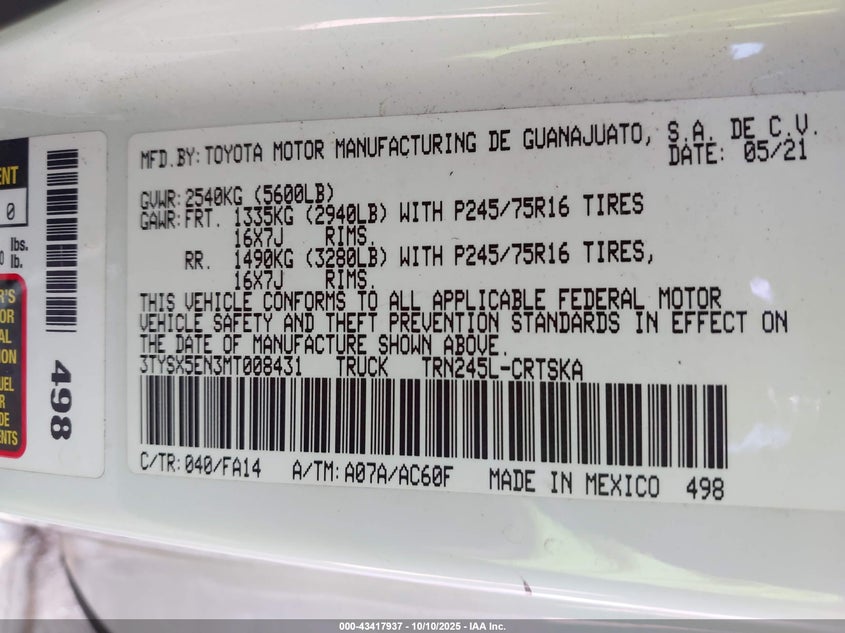 MFD.BY: TOYOTA MOTOR MANUFACTURING DE GUANAJUATO, S.A. DE C.V.
DATE: 05/21
GVWR: 2540KG (5600LB)
GAWR: FRT. 1335KG (2940LB) WITH P245/75R16 TIRES
16X7J RIMS.
RR. 1490KG (3280LB) WITH P245/75R16 TIRES,
16X7J RIMS.
THIS VEHICLE CONFORMS TO ALL APPLICABLE FEDERAL MOTOR
VEHICLE SAFETY AND THEFT PREVENTION STANDARDS IN EFFECT ON
THE DATE OF MANUFACTURE SHOWN ABOVE.
3TYSX5EN3MT008431 TRUCK TRN245L-CRTSKA
C/TR: 040/FA14 A/TM: A07A/AC60F MADE IN MEXICO 498
0
lbs.
lb.
498
000-43417937 - 10/10/2025 - IAA Inc.